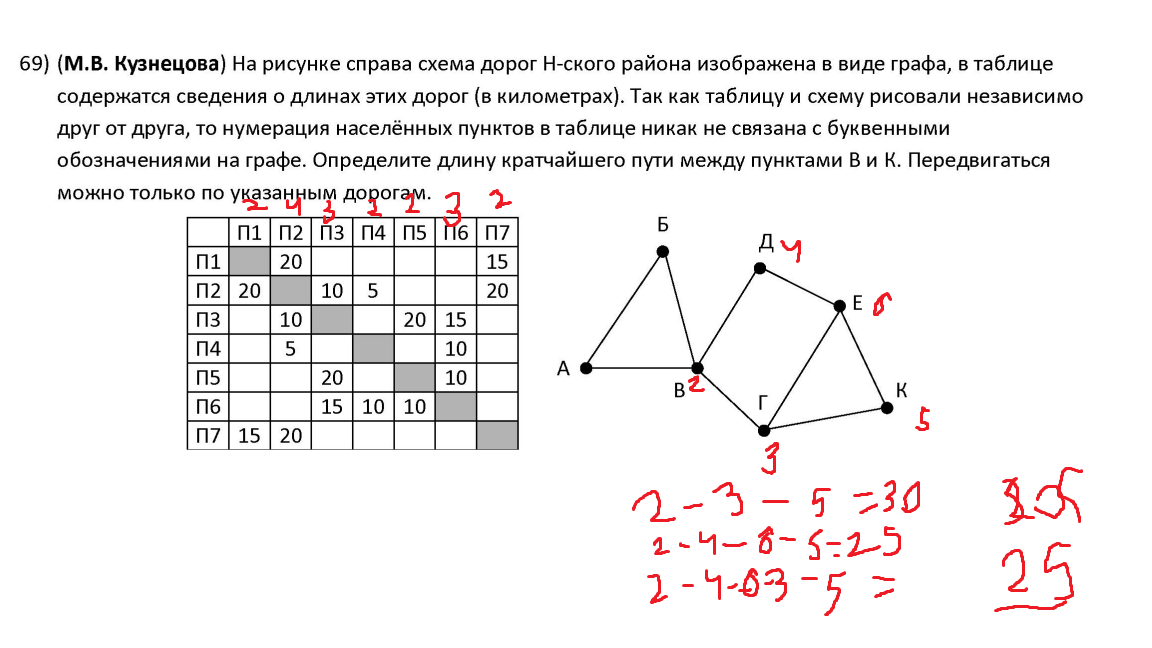 69) (М.В. Кузнецова) На рисунке справа схема дорог Н-ского района изображена в виде графа, в таблице
содержатся сведения о длинах этих дорог (в километрах). Так как таблицу и схему рисовали независимо
друг от друга, то нумерация населённых пунктов в таблице никак не связана с буквенными
обозначениями на графе. Определите длину кратчайшего пути между пунктами В и К. Передвигаться
можно только по указанным дорогам.
2 4 3 2 2 3 2
П1 П2 П3 П4 П5 П6 П7
П1 20 15
П2 20 10 5 20
П3 10 20 15
П4 5 10
П5 20 10
П6 15 10 10
П7 15 20
Б
Д 4
Е 6
А
В 2
Г
3
К
5
2 - 3 - 5 = 30
2 - 4 - 6 - 5 = 25
2 - 4 - 6 3 - 5 =
25